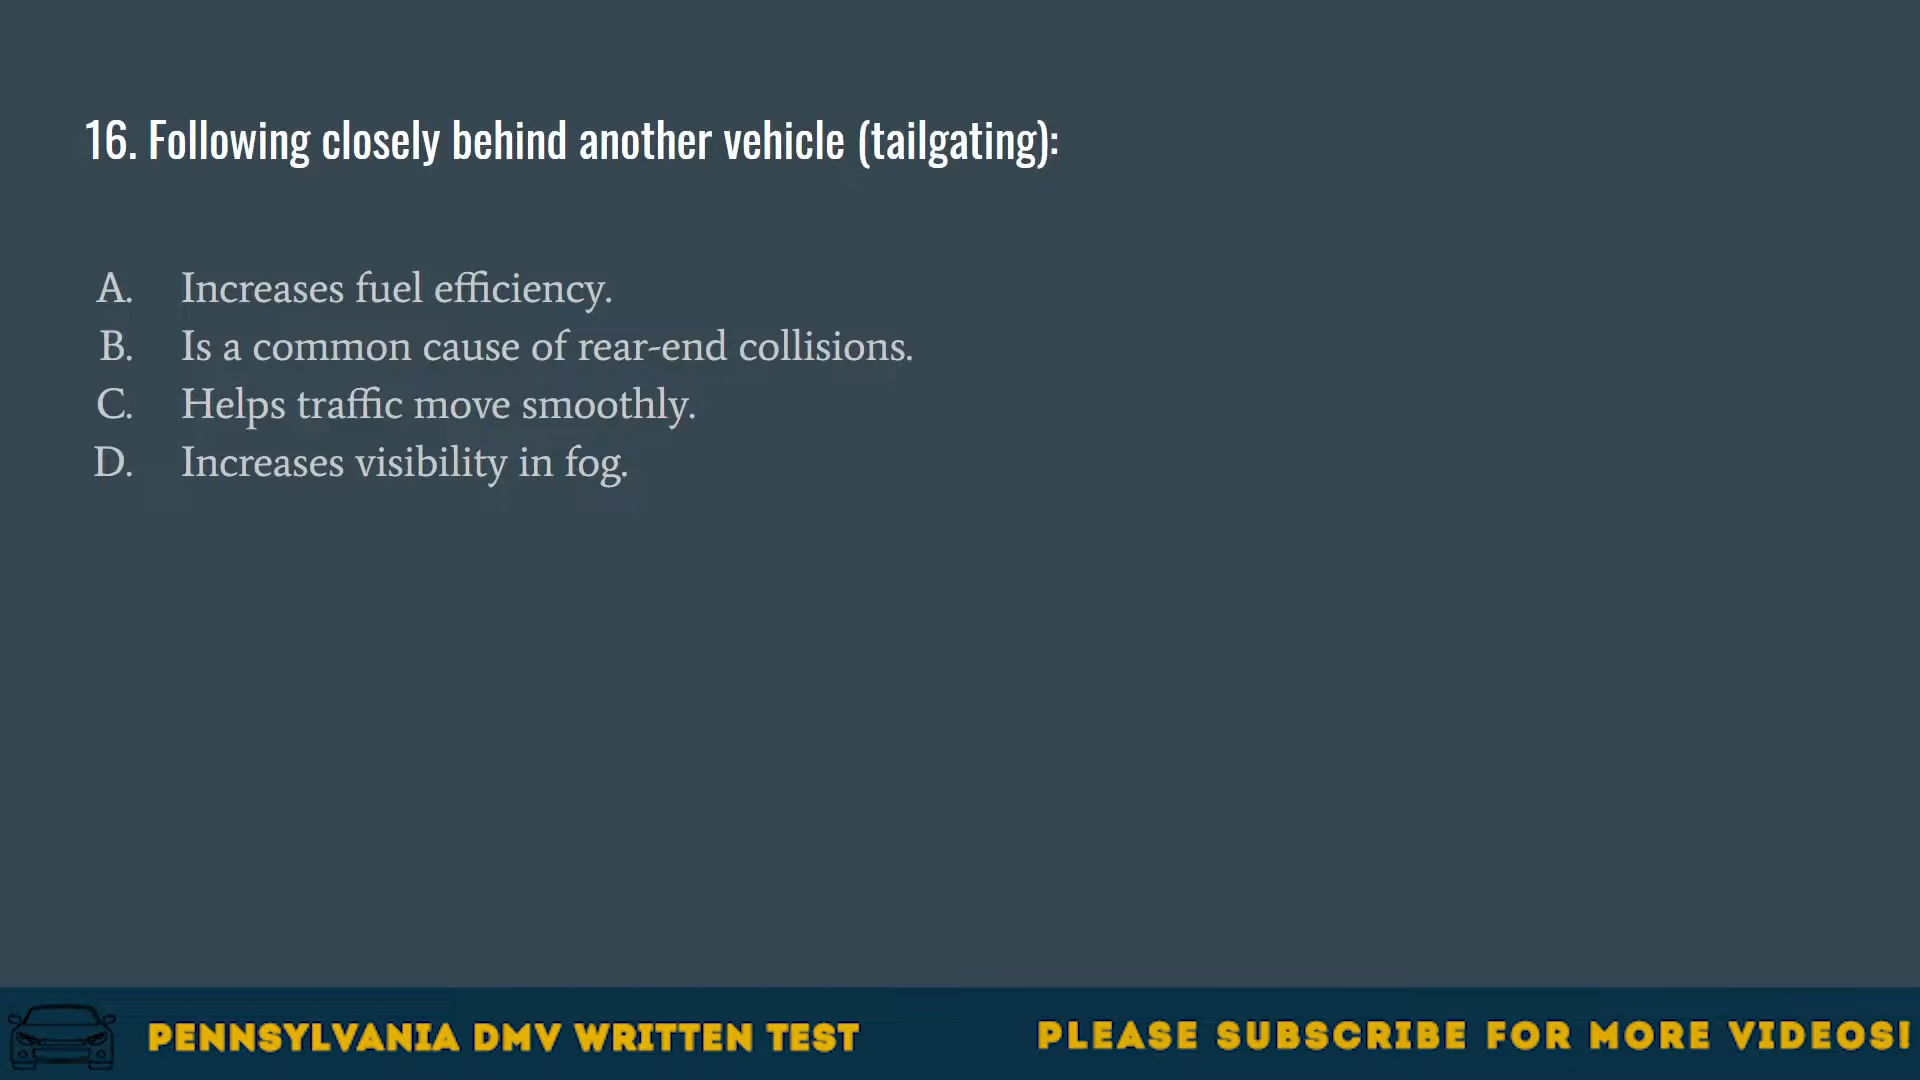 16. Following closely behind another vehicle (tailgating):
A. Increases fuel efficiency.
B. Is a common cause of rear-end collisions.
C. Helps traffic move smoothly.
D. Increases visibility in fog.
PENNSYLVANIA DMV WRITTEN TEST
PLEASE SUBSCRIBE FOR MORE VIDEOS!